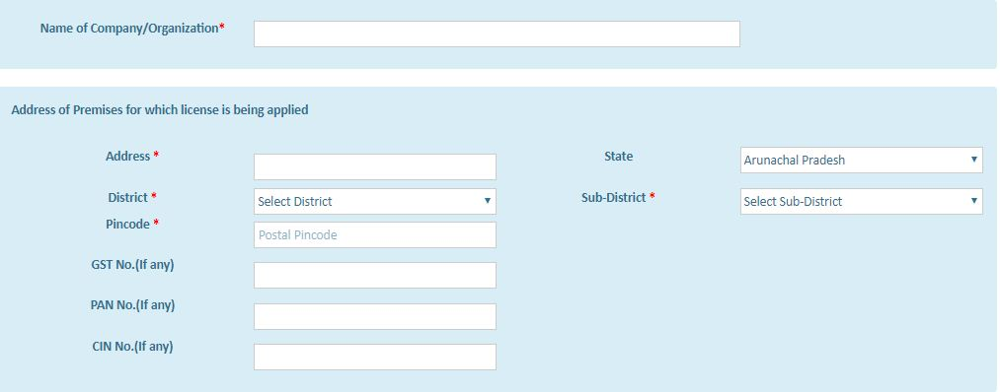 Name of Company/Organization*
Address of Premises for which license is being applied
Address * State Arunachal Pradesh
District * Select District Sub-District * Select Sub-District
Pincode * Postal Pincode
GST No.(If any)
PAN No.(If any)
CIN No.(If any)